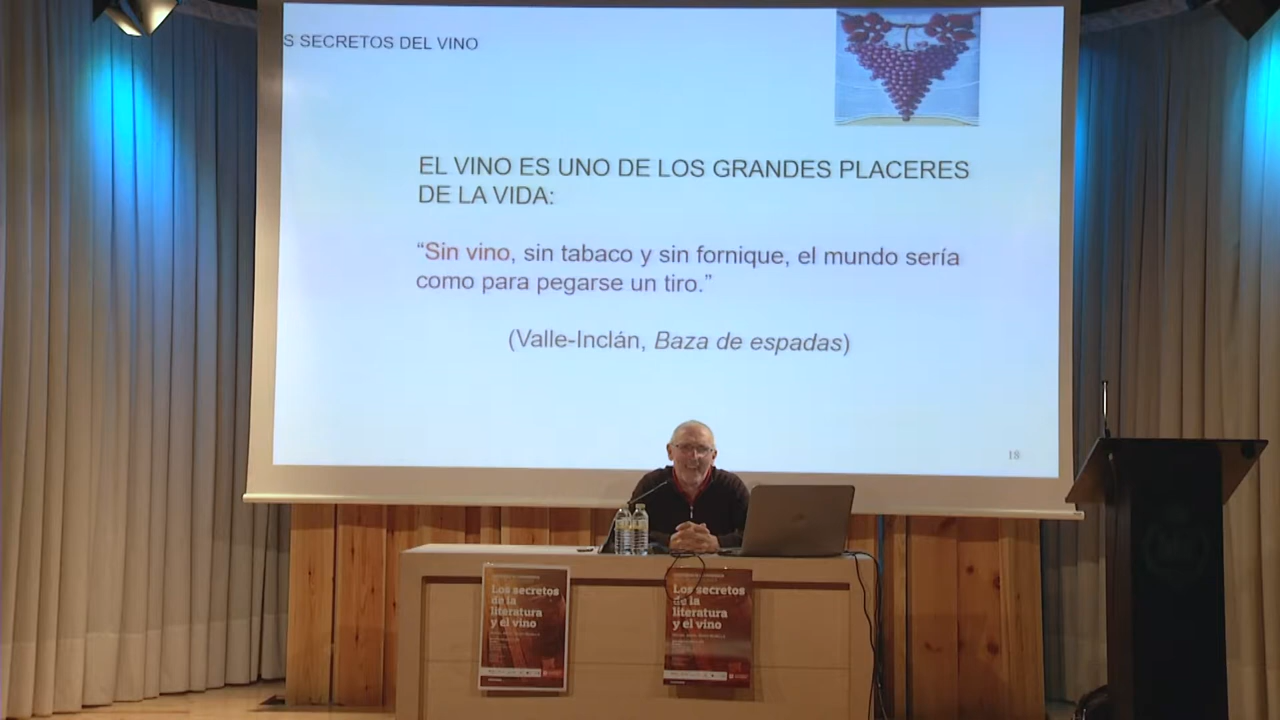 S SECRETOS DEL VINO
EL VINO ES UNO DE LOS GRANDES PLACERES
DE LA VIDA:
“Sin vino, sin tabaco y sin fornique, el mundo sería
como para pegarse un tiro.”
(Valle-Inclán, Baza de espadas)
18
Los secretos
de la
literatura
y el vino
Los secretos
de la
literatura
y el vino